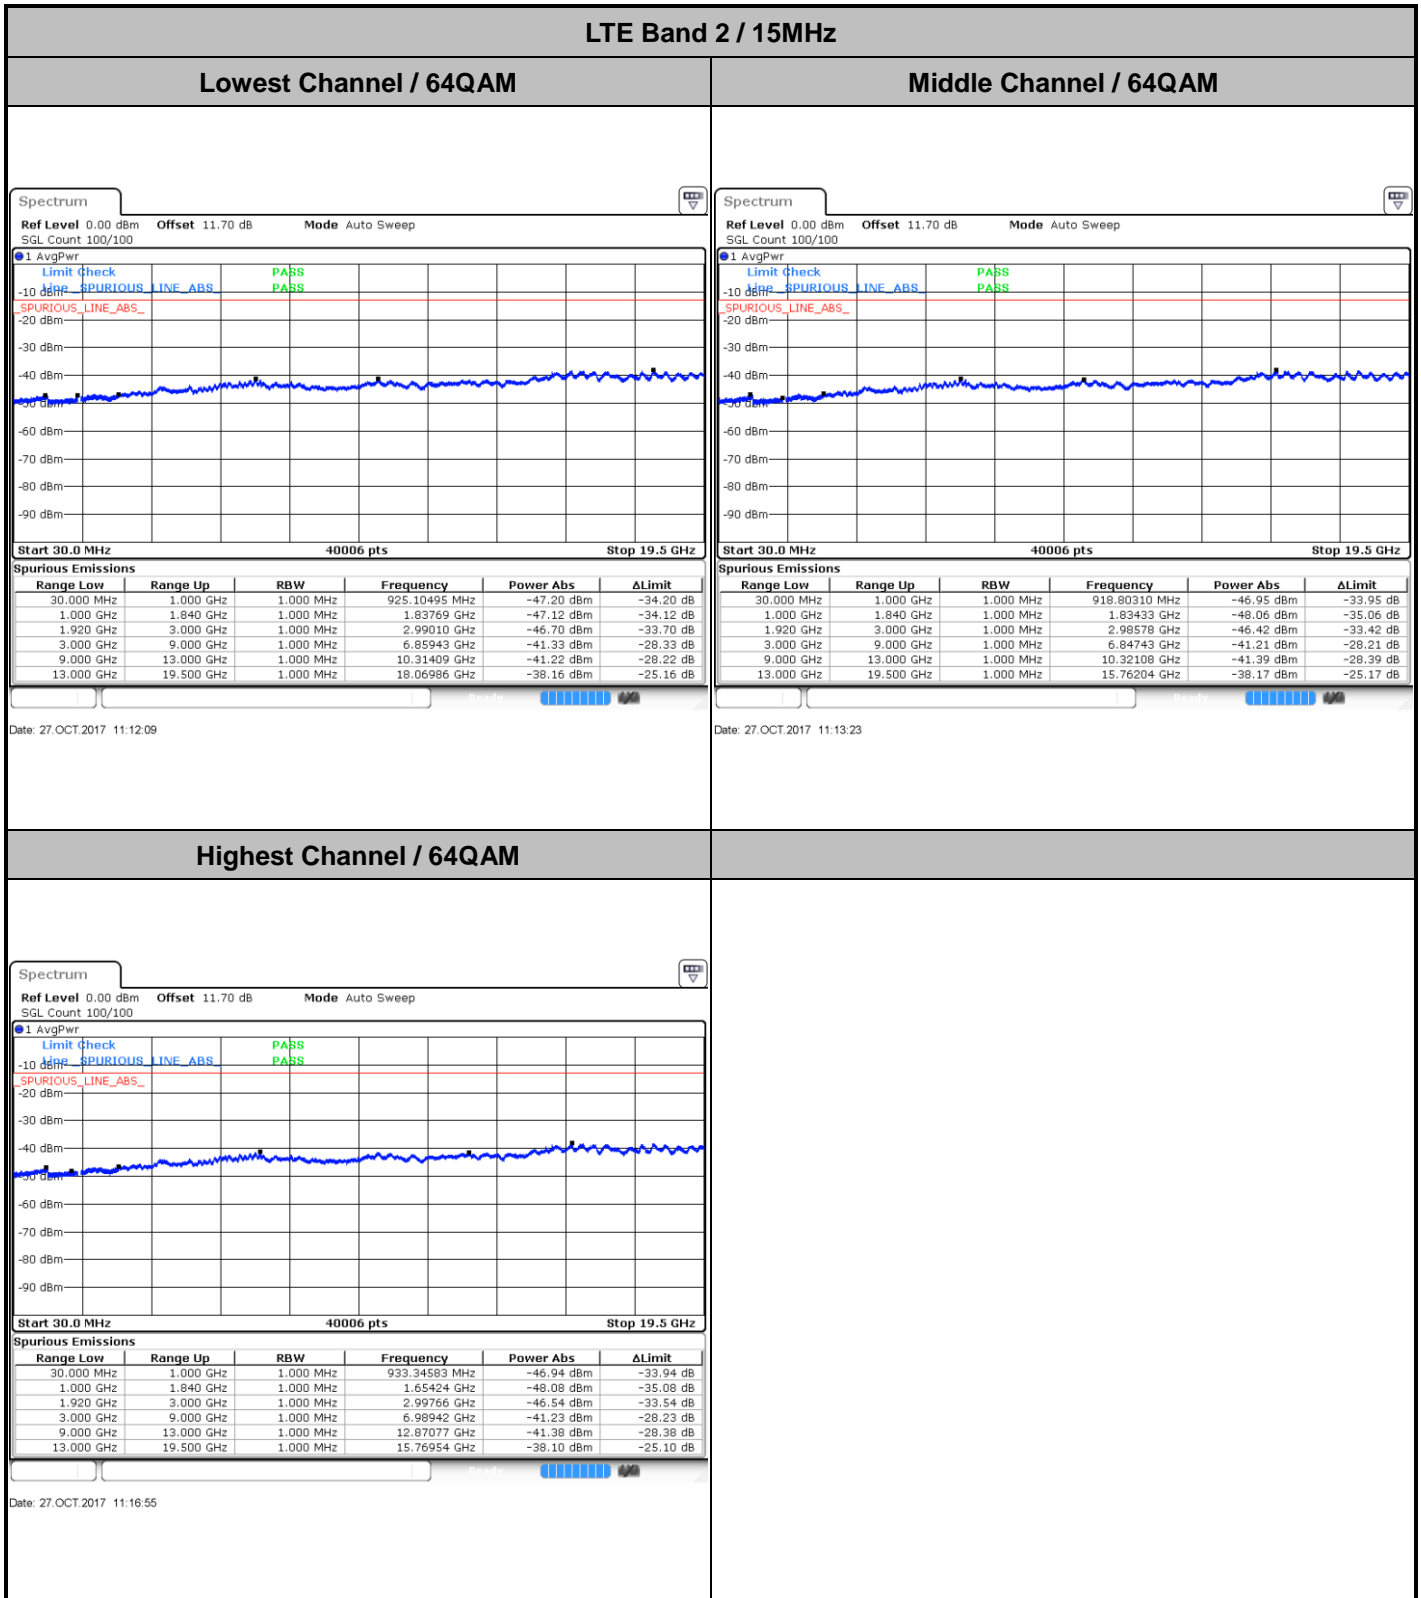 LTE Band 2 / 15MHz
Lowest Channel / 64QAM
Middle Channel / 64QAM
Spectrum
Ref Level 0.00 dBm Offset 11.70 dB Mode Auto Sweep
SGL Count 100/100
1 AvgPwr
Limit Check PASS
Line _SPURIOUS_LINE_ABS_ PASS
-10 dBm
_SPURIOUS_LINE_ABS_
-20 dBm
-30 dBm
-40 dBm
-50 dBm
-60 dBm
-70 dBm
-80 dBm
-90 dBm
Start 30.0 MHz 40006 pts Stop 19.5 GHz
Spurious Emissions
Range Low Range Up RBW Frequency Power Abs ΔLimit
30.000 MHz 1.000 GHz 1.000 MHz 925.10495 MHz -47.20 dBm -34.20 dB
1.000 GHz 1.840 GHz 1.000 MHz 1.83769 GHz -47.12 dBm -34.12 dB
1.920 GHz 3.000 GHz 1.000 MHz 2.99010 GHz -46.70 dBm -33.70 dB
3.000 GHz 9.000 GHz 1.000 MHz 6.85943 GHz -41.33 dBm -28.33 dB
9.000 GHz 13.000 GHz 1.000 MHz 10.31409 GHz -41.22 dBm -28.22 dB
13.000 GHz 19.500 GHz 1.000 MHz 18.06986 GHz -38.16 dBm -25.16 dB
Date: 27.OCT.2017 11:12:09
Spectrum
Ref Level 0.00 dBm Offset 11.70 dB Mode Auto Sweep
SGL Count 100/100
1 AvgPwr
Limit Check PASS
Line _SPURIOUS_LINE_ABS_ PASS
-10 dBm
_SPURIOUS_LINE_ABS_
-20 dBm
-30 dBm
-40 dBm
-50 dBm
-60 dBm
-70 dBm
-80 dBm
-90 dBm
Start 30.0 MHz 40006 pts Stop 19.5 GHz
Spurious Emissions
Range Low Range Up RBW Frequency Power Abs ΔLimit
30.000 MHz 1.000 GHz 1.000 MHz 918.80310 MHz -46.95 dBm -33.95 dB
1.000 GHz 1.840 GHz 1.000 MHz 1.83433 GHz -48.06 dBm -35.06 dB
1.920 GHz 3.000 GHz 1.000 MHz 2.98578 GHz -46.42 dBm -33.42 dB
3.000 GHz 9.000 GHz 1.000 MHz 6.84743 GHz -41.21 dBm -28.21 dB
9.000 GHz 13.000 GHz 1.000 MHz 10.32108 GHz -41.39 dBm -28.39 dB
13.000 GHz 19.500 GHz 1.000 MHz 15.76204 GHz -38.17 dBm -25.17 dB
Date: 27.OCT.2017 11:13:23
Highest Channel / 64QAM
Spectrum
Ref Level 0.00 dBm Offset 11.70 dB Mode Auto Sweep
SGL Count 100/100
1 AvgPwr
Limit Check PASS
Line _SPURIOUS_LINE_ABS_ PASS
-10 dBm
_SPURIOUS_LINE_ABS_
-20 dBm
-30 dBm
-40 dBm
-50 dBm
-60 dBm
-70 dBm
-80 dBm
-90 dBm
Start 30.0 MHz 40006 pts Stop 19.5 GHz
Spurious Emissions
Range Low Range Up RBW Frequency Power Abs ΔLimit
30.000 MHz 1.000 GHz 1.000 MHz 933.34583 MHz -46.94 dBm -33.94 dB
1.000 GHz 1.840 GHz 1.000 MHz 1.65424 GHz -48.08 dBm -35.08 dB
1.920 GHz 3.000 GHz 1.000 MHz 2.99766 GHz -46.54 dBm -33.54 dB
3.000 GHz 9.000 GHz 1.000 MHz 6.98942 GHz -41.23 dBm -28.23 dB
9.000 GHz 13.000 GHz 1.000 MHz 12.87077 GHz -41.38 dBm -28.38 dB
13.000 GHz 19.500 GHz 1.000 MHz 15.76954 GHz -38.10 dBm -25.10 dB
Date: 27.OCT.2017 11:16:55